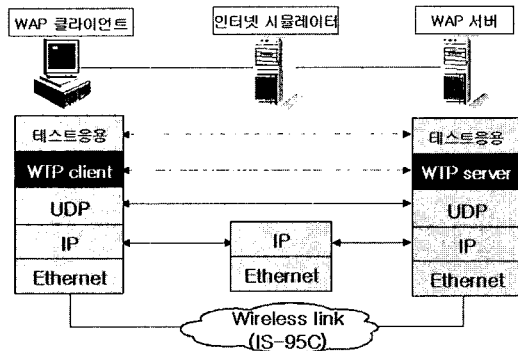 WAP 클라이언트
인터넷 시뮬레이터
WAP 서버
테스트응용
WTP client
UDP
IP
Ethernet
IP
Ethernet
테스트응용
WTP server
UDP
IP
Ethernet
Wireless link
(IS-95C)